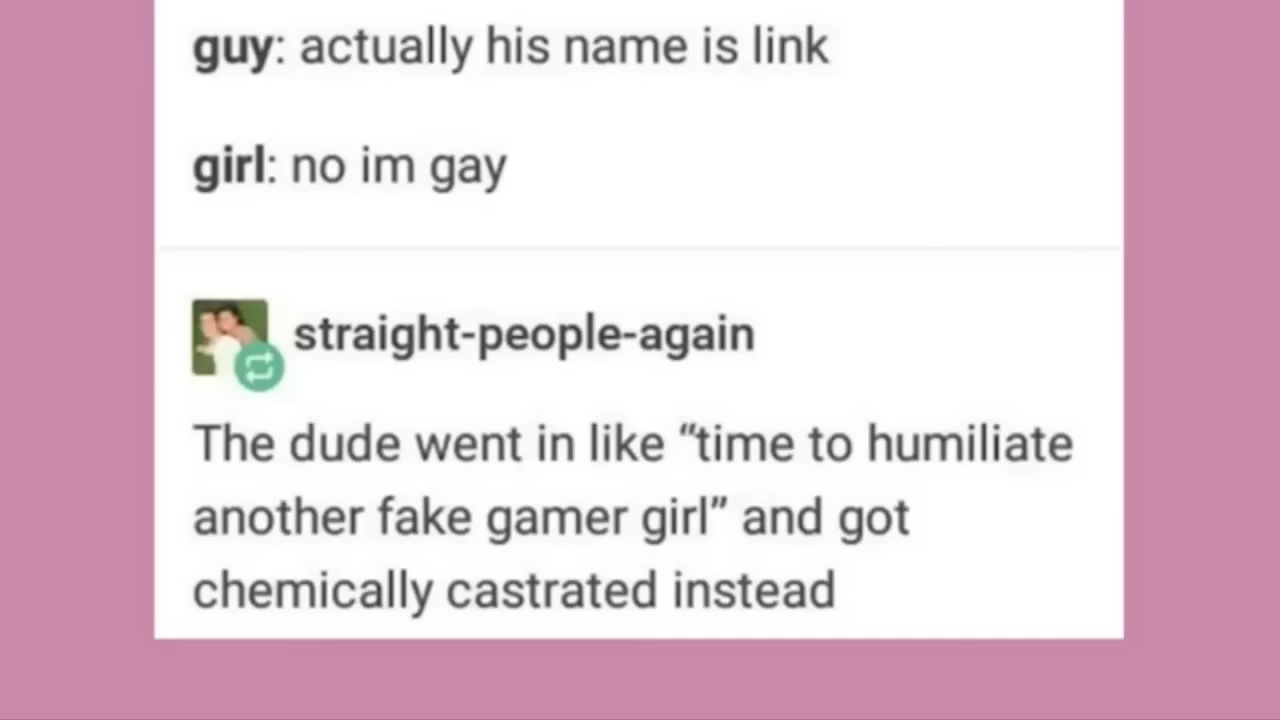 guy: actually his name is link
girl: no im gay
straight-people-again
The dude went in like “time to humiliate
another fake gamer girl” and got
chemically castrated instead